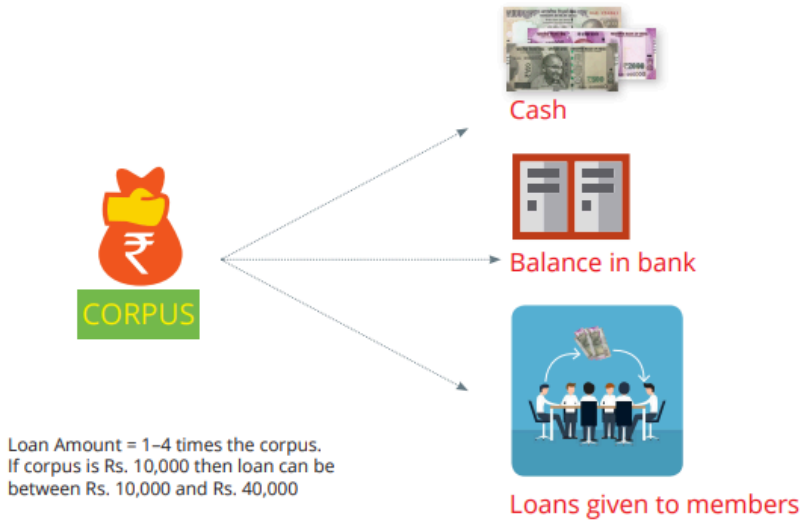 Cash
₹
CORPUS
Balance in bank
Loan Amount = 1–4 times the corpus.
If corpus is Rs. 10,000 then loan can be
between Rs. 10,000 and Rs. 40,000
Loans given to members